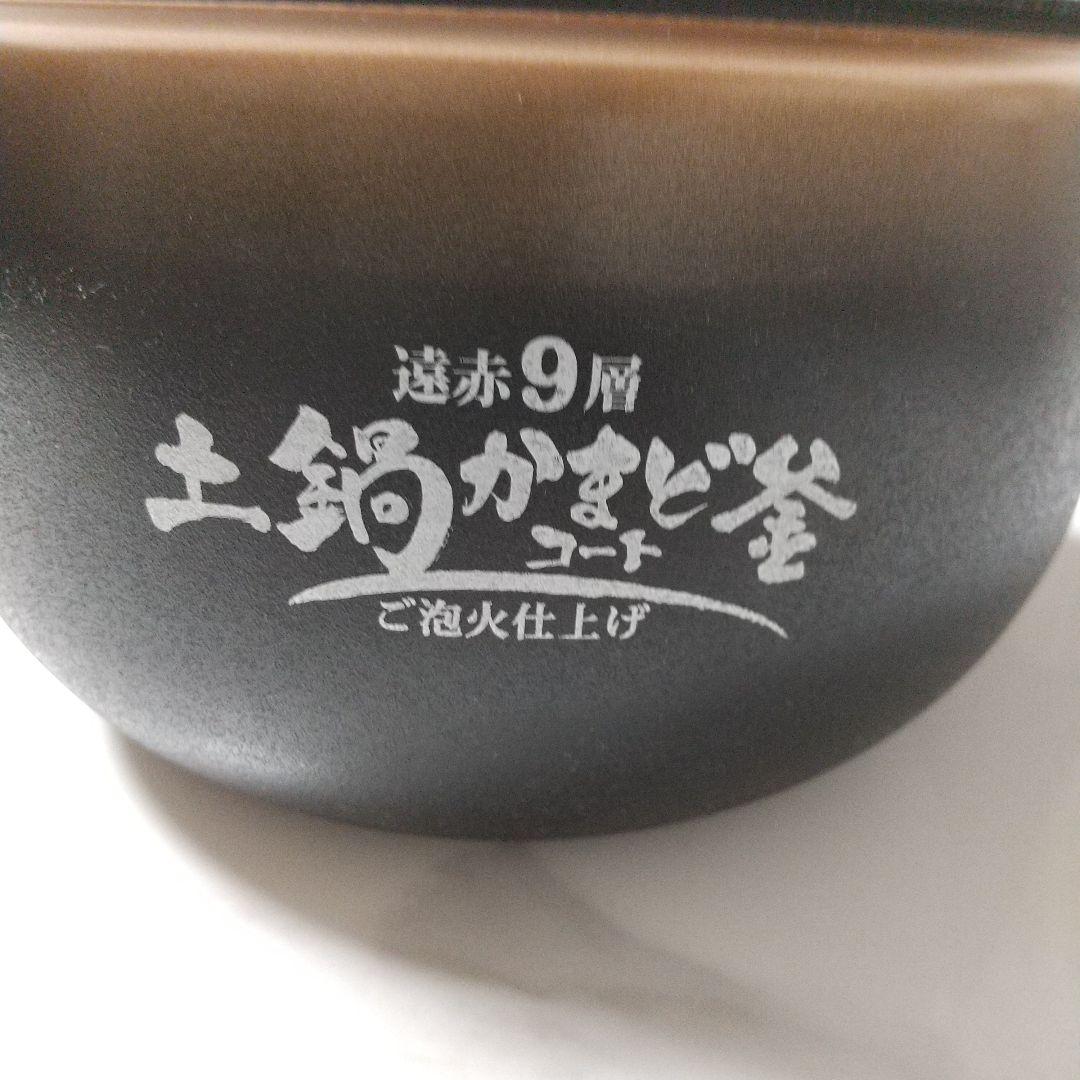 遠赤9層
土鍋かまど釜
コート
ご泡火仕上げ